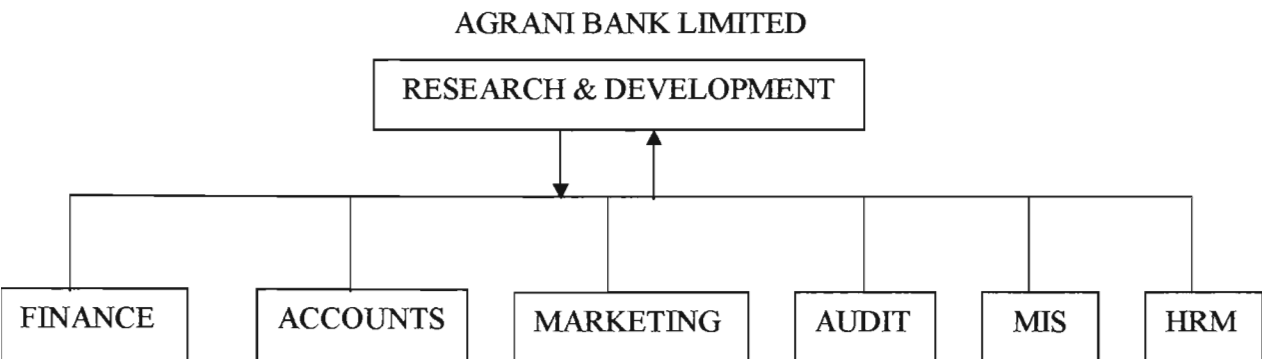 AGRANI BANK LIMITED
RESEARCH & DEVELOPMENT
FINANCE ACCOUNTS MARKETING AUDIT MIS HRM